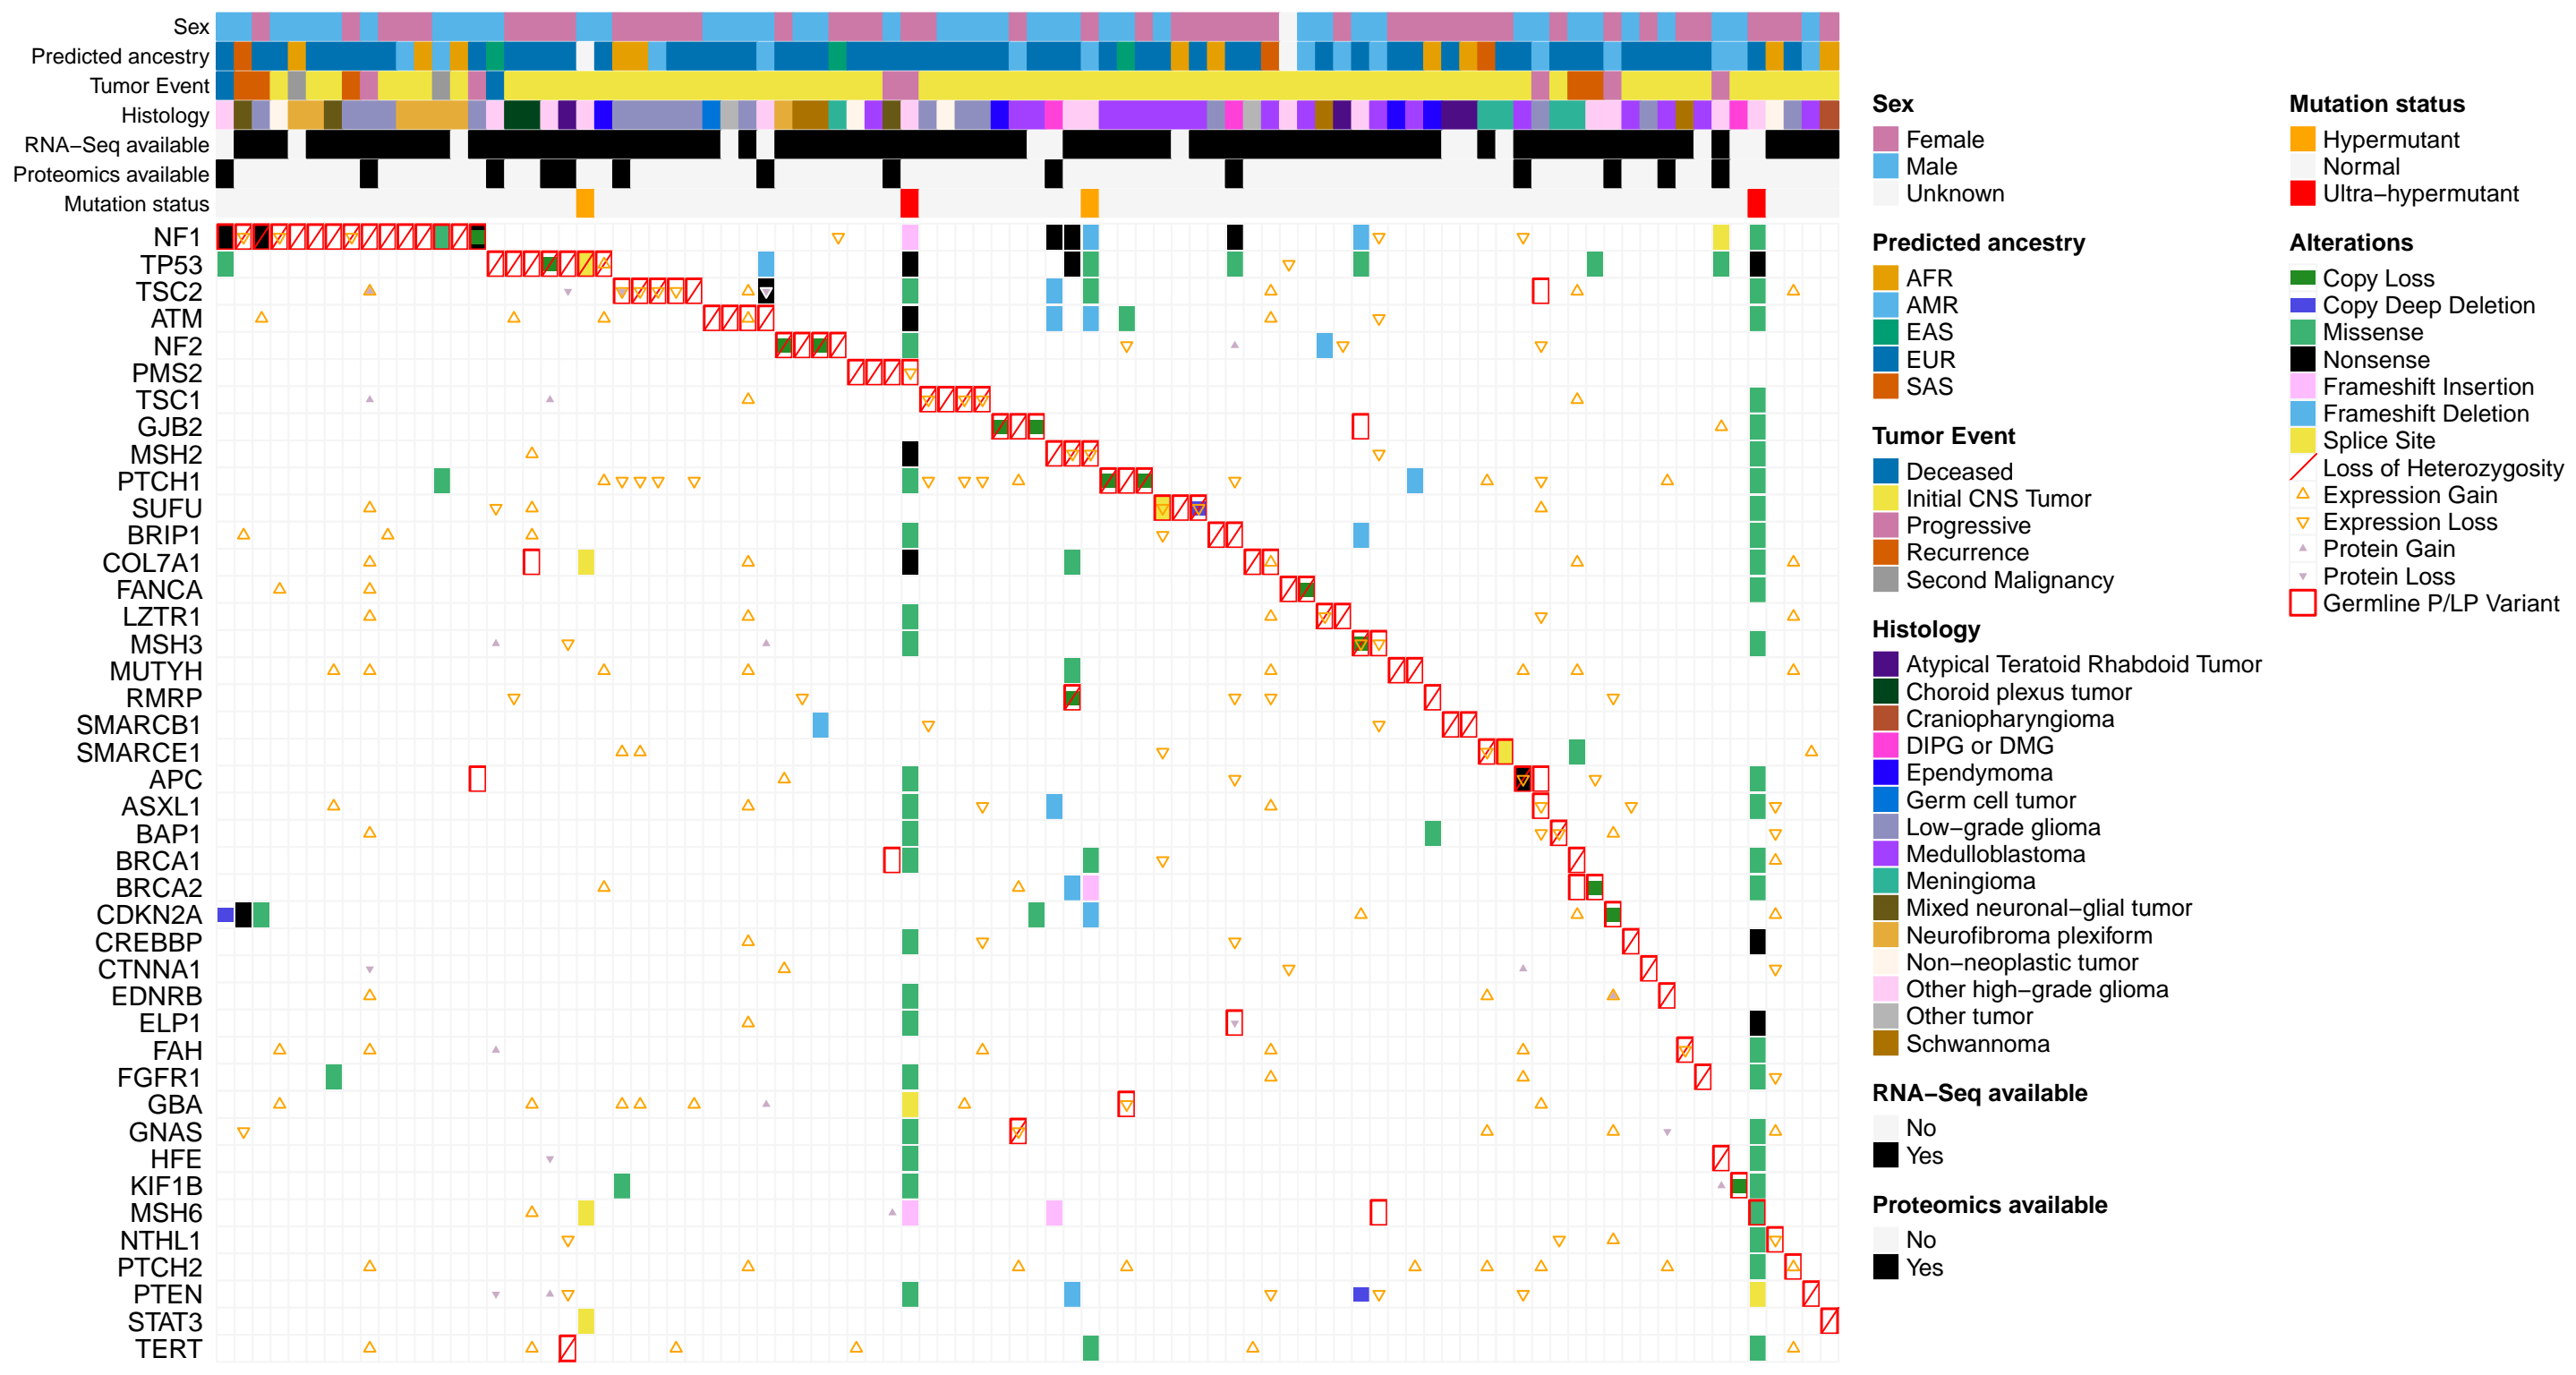 Sex
Predicted ancestry
Tumor Event
Histology
RNA−Seq available
Proteomics available
Mutation status
NF1
TP53
TSC2
ATM
NF2
PMS2
TSC1
GJB2
MSH2
PTCH1
SUFU
BRIP1
COL7A1
FANCA
LZTR1
MSH3
MUTYH
RMRP
SMARCB1
SMARCE1
APC
ASXL1
BAP1
BRCA1
BRCA2
CDKN2A
CREBBP
CTNNA1
EDNRB
ELP1
FAH
FGFR1
GBA
GNAS
HFE
KIF1B
MSH6
NTHL1
PTCH2
PTEN
STAT3
TERT
Sex
Female
Male
Unknown
Predicted ancestry
AFR
AMR
EAS
EUR
SAS
Tumor Event
Deceased
Initial CNS Tumor
Progressive
Recurrence
Second Malignancy
Histology
Atypical Teratoid Rhabdoid Tumor
Choroid plexus tumor
Craniopharyngioma
DIPG or DMG
Ependymoma
Germ cell tumor
Low−grade glioma
Medulloblastoma
Meningioma
Mixed neuronal−glial tumor
Neurofibroma plexiform
Non−neoplastic tumor
Other high−grade glioma
Other tumor
Schwannoma
RNA−Seq available
No
Yes
Proteomics available
No
Yes
Mutation status
Hypermutant
Normal
Ultra−hypermutant
Alterations
Copy Loss
Copy Deep Deletion
Missense
Nonsense
Frameshift Insertion
Frameshift Deletion
Splice Site
Loss of Heterozygosity
Expression Gain
Expression Loss
Protein Gain
Protein Loss
Germline P/LP Variant